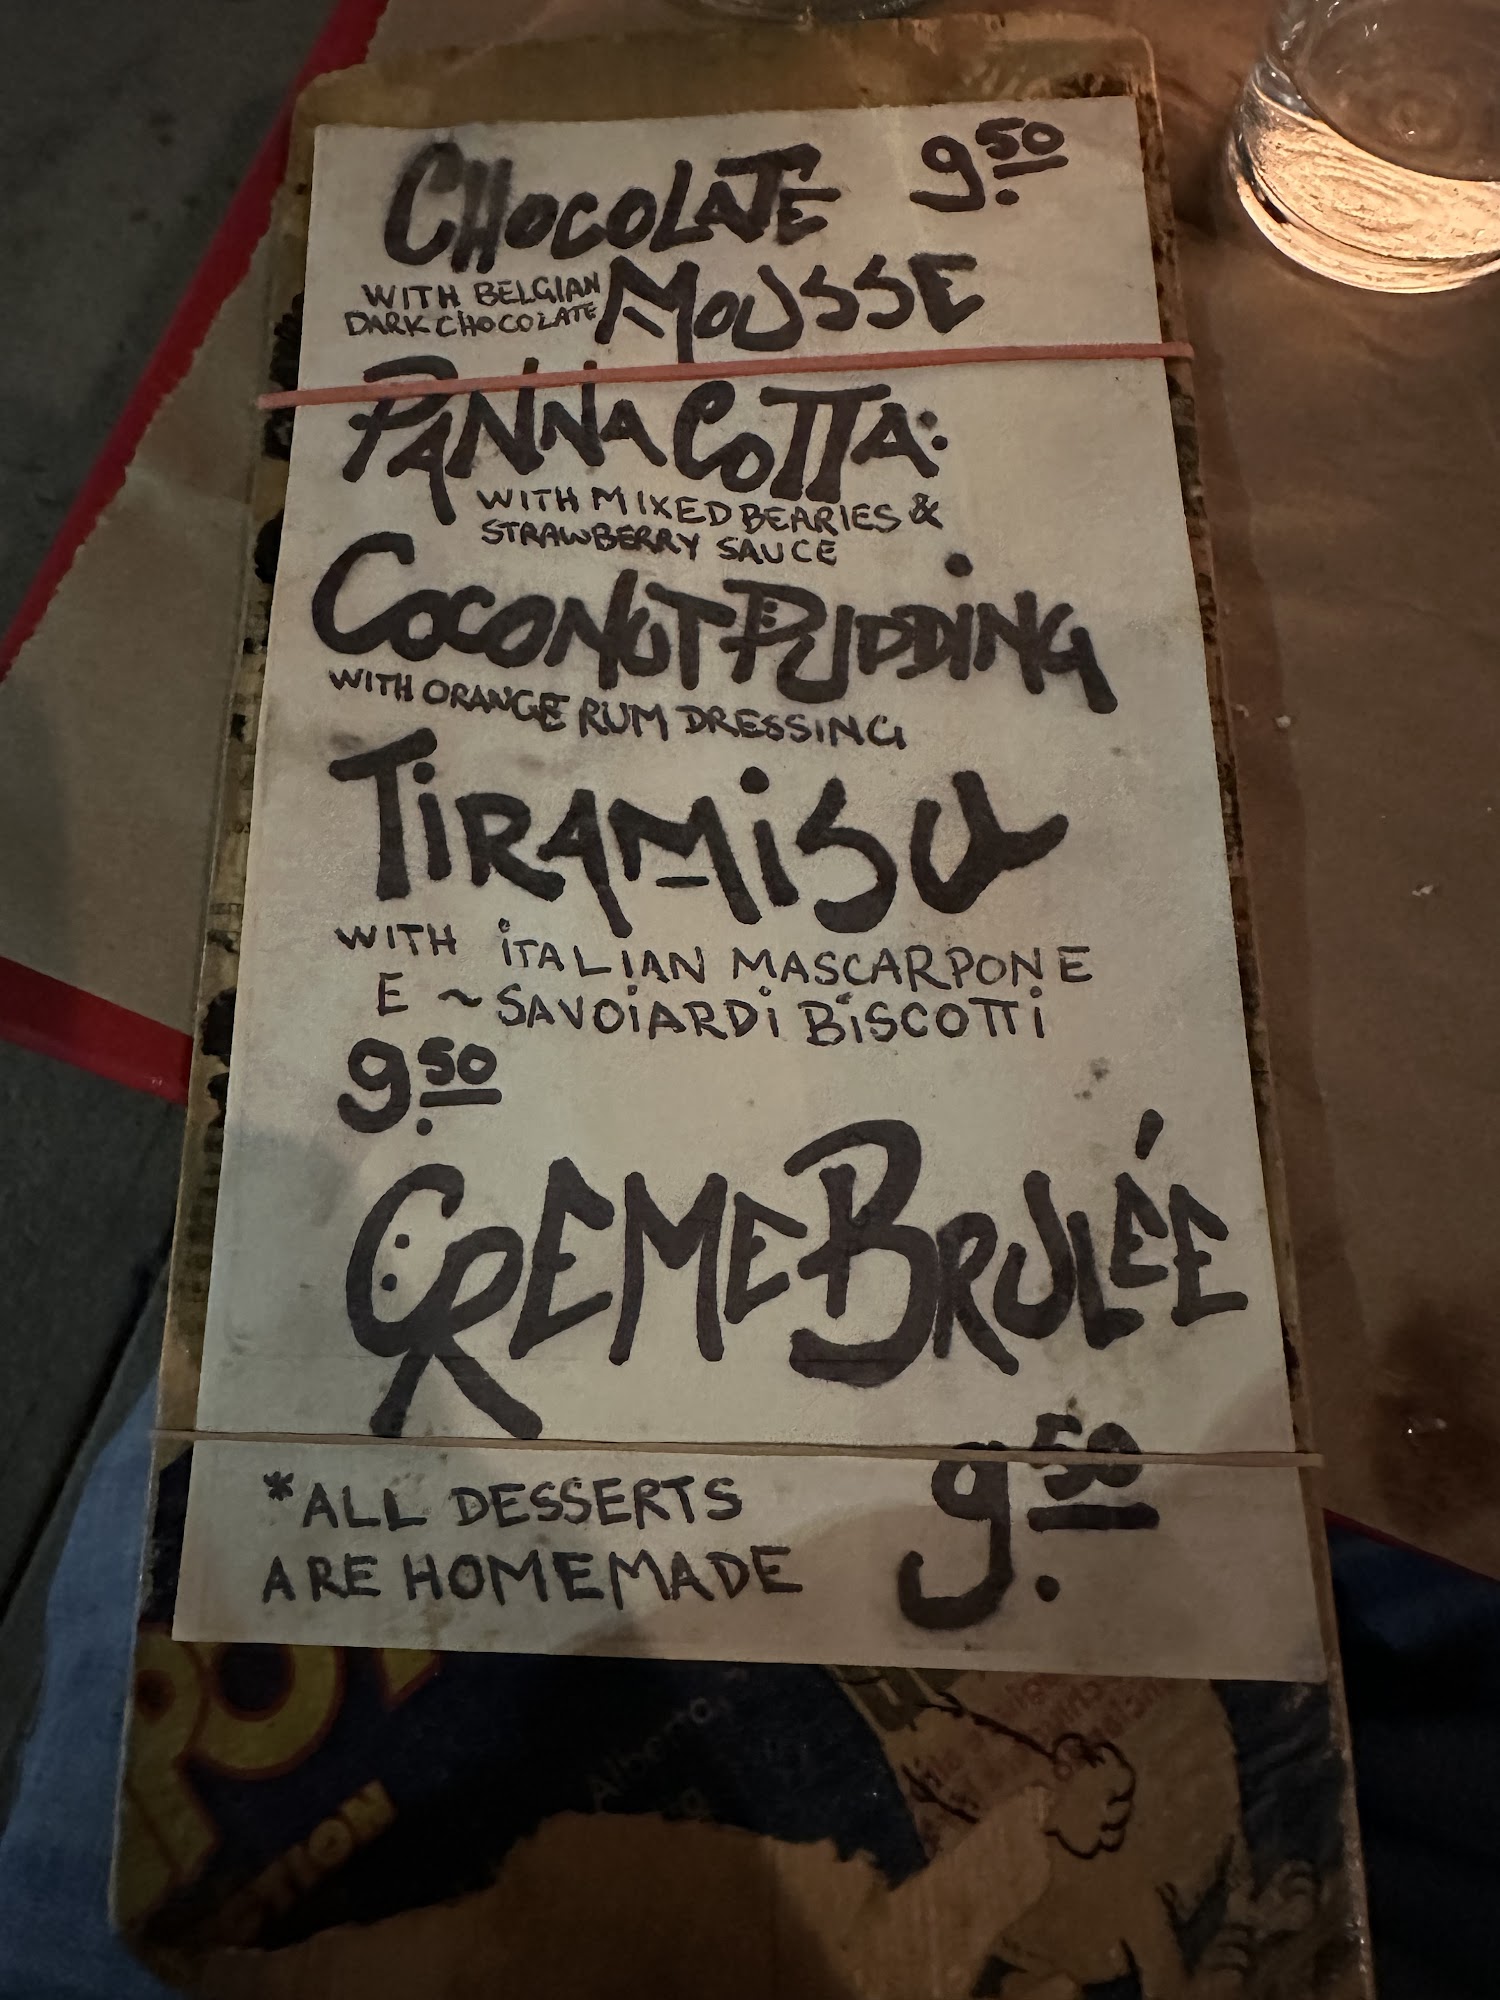 CHOCOLATE 9.50
MOUSSE
WITH BELGIAN
DARK CHOCOLATE
PANNA COTTA:
WITH MIXED BEARIES &
STRAWBERRY SAUCE
COCONUT PUDDiNG
WITH ORANGE RUM DRESSiNG
TiRAMiSU
WITH iTALIAN MASCARPONE
E ~ SAVOiARDi BiSCOTTi
9.50
CREME BRULÉE
9.50
*ALL DESSERTS
ARE HOMEMADE